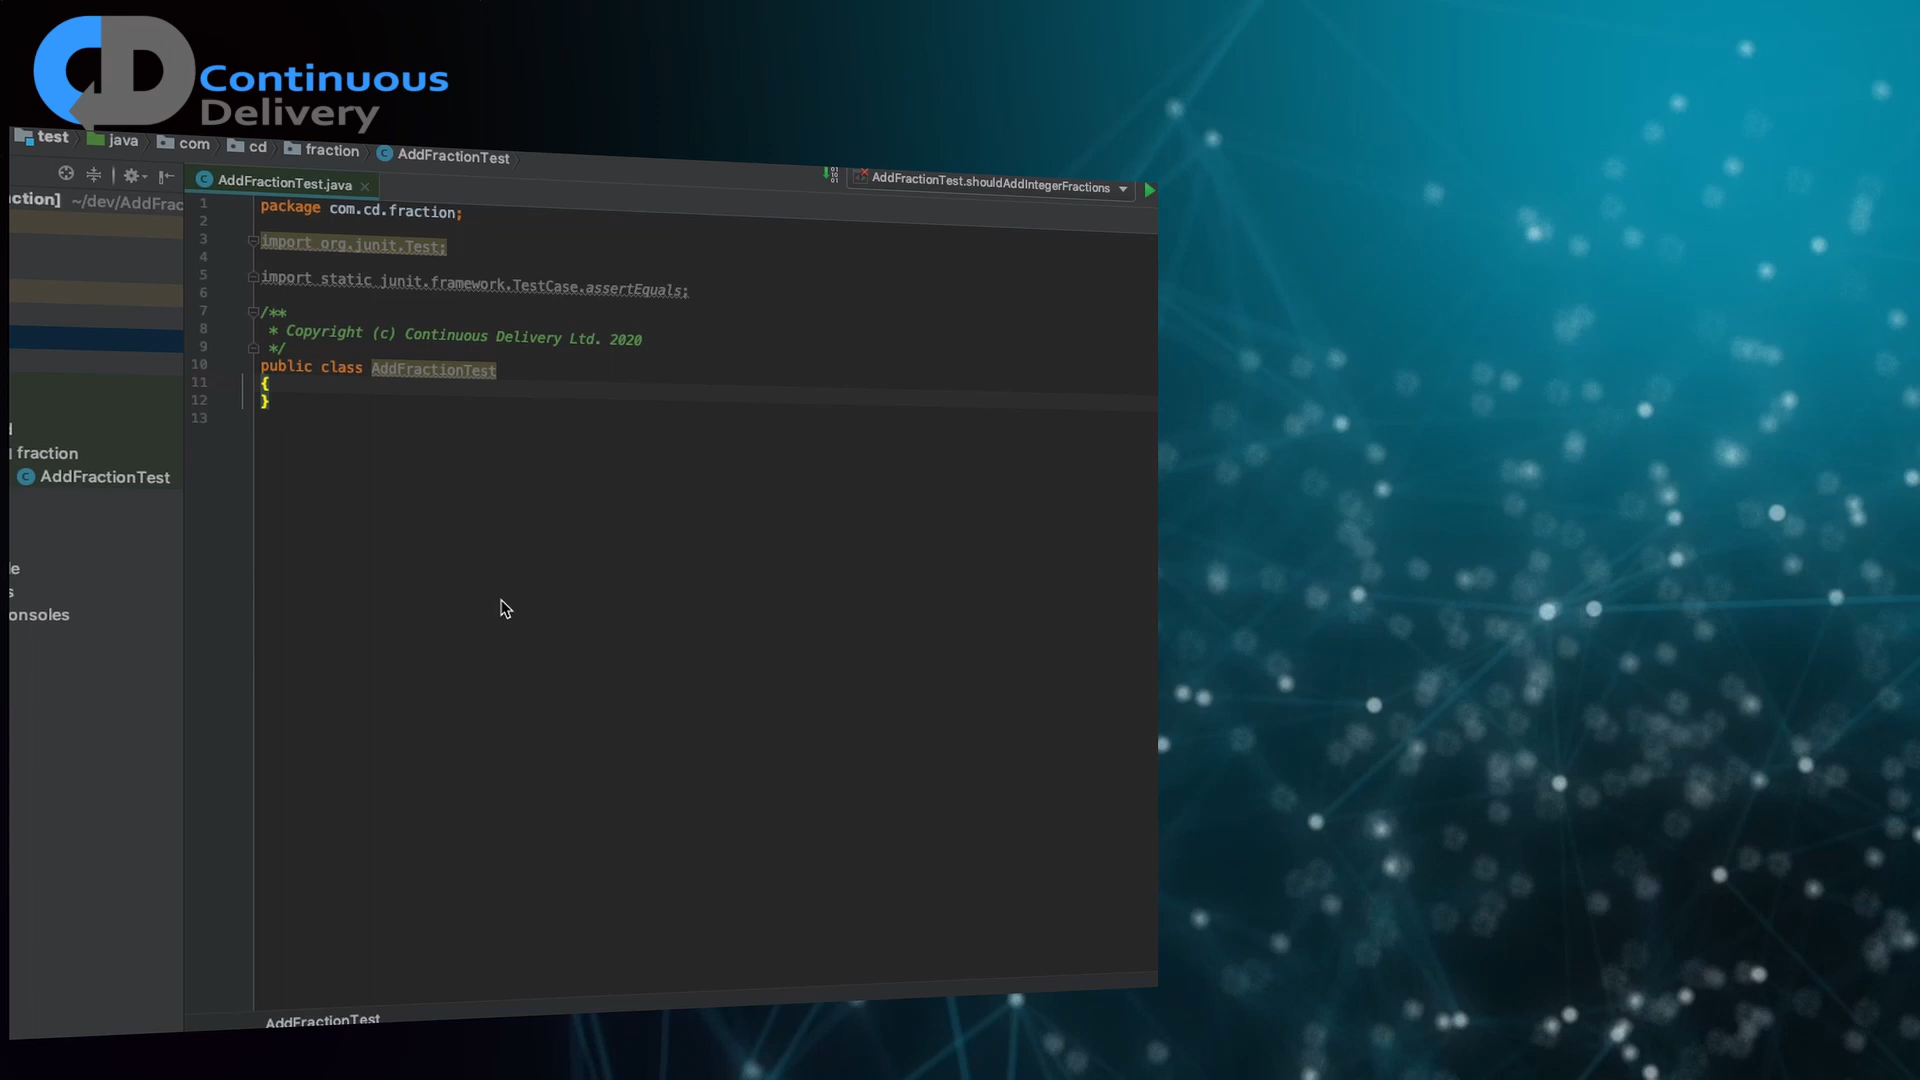 Continuous
Delivery
test java com cd fraction AddFractionTest
AddFractionTest.shouldAddIntegerFractions
AddFractionTest.java
ction] ~/dev/AddFrac
1 package com.cd.fraction;
2
3 import org.junit.Test;
4
5 import static junit.framework.TestCase.assertEquals;
6
7 /**
8 * Copyright (c) Continuous Delivery Ltd. 2020
9 */
10 public class AddFractionTest
11 {
12 }
13
fraction
AddFractionTest
le
s
onsoles
AddFractionTest